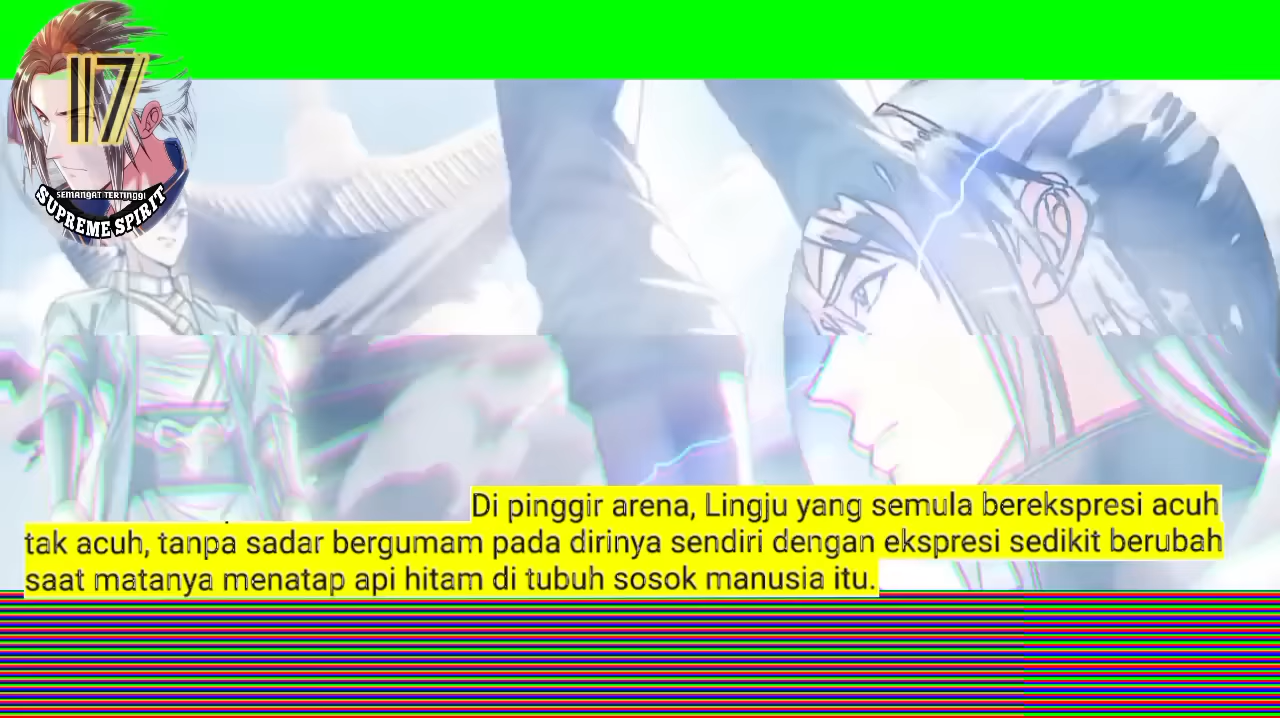 117
SEMANGAT TERTINGGI
SUPREME SPIRIT
Di pinggir arena, Lingju yang semula berekspresi acuh
tak acuh, tanpa sadar bergumam pada dirinya sendiri dengan ekspresi sedikit berubah
saat matanya menatap api hitam di tubuh sosok manusia itu.